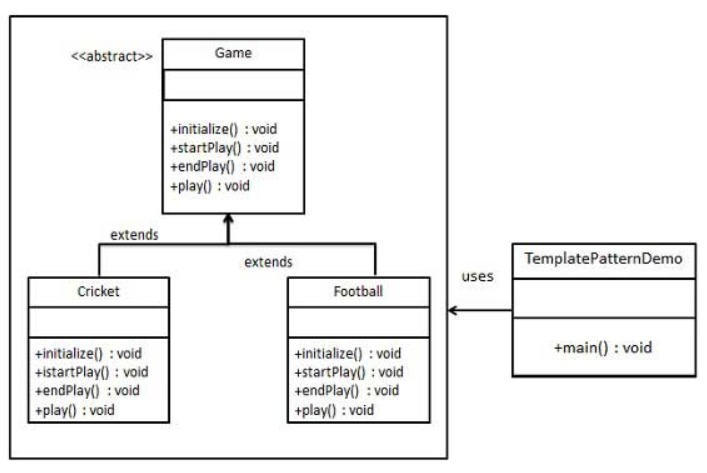 <<abstract>>
Game
+initialize() : void
+startPlay() : void
+endPlay() : void
+play() : void
extends
extends
Cricket
+initialize() : void
+istartPlay() : void
+endPlay() : void
+play() : void
Football
+initialize() : void
+startPlay() : void
+endPlay() : void
+play() : void
uses
TemplatePatternDemo
+main() : void